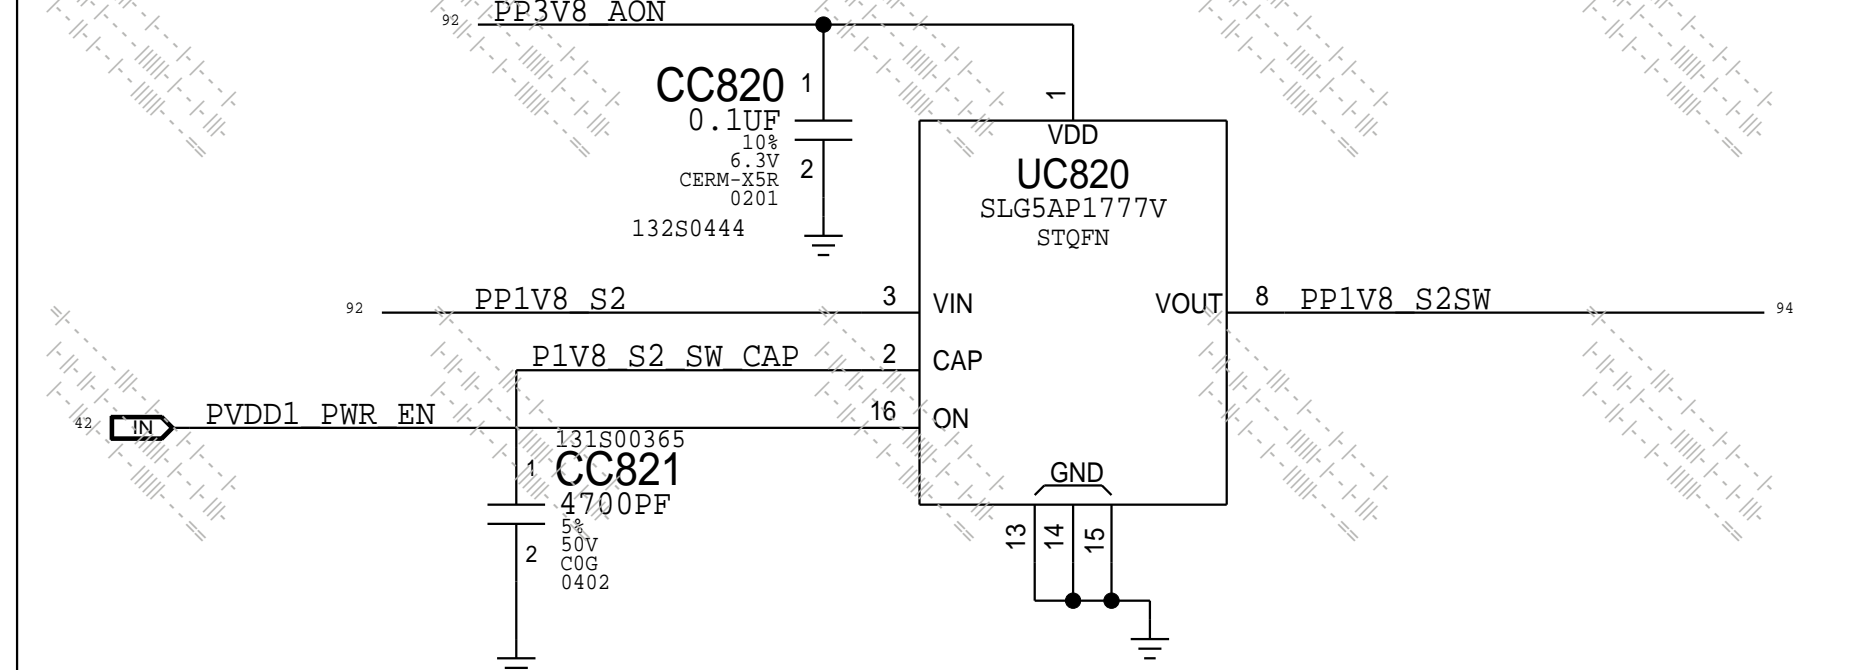 92 PP3V8_AON
CC820 1
0.1UF
10%
6.3V 2
CERM-X5R
0201
132S0444
1
VDD
UC820
SLG5AP1777V
STQFN
92 PP1V8_S2 3 VIN
VOUT 8 PP1V8_S2SW 94
P1V8_S2_SW_CAP 2 CAP
42 IN PVDD1_PWR_EN 16 ON
131S00365
1 CC821
4700PF
5%
50V
2 C0G
0402
GND
13 14 15